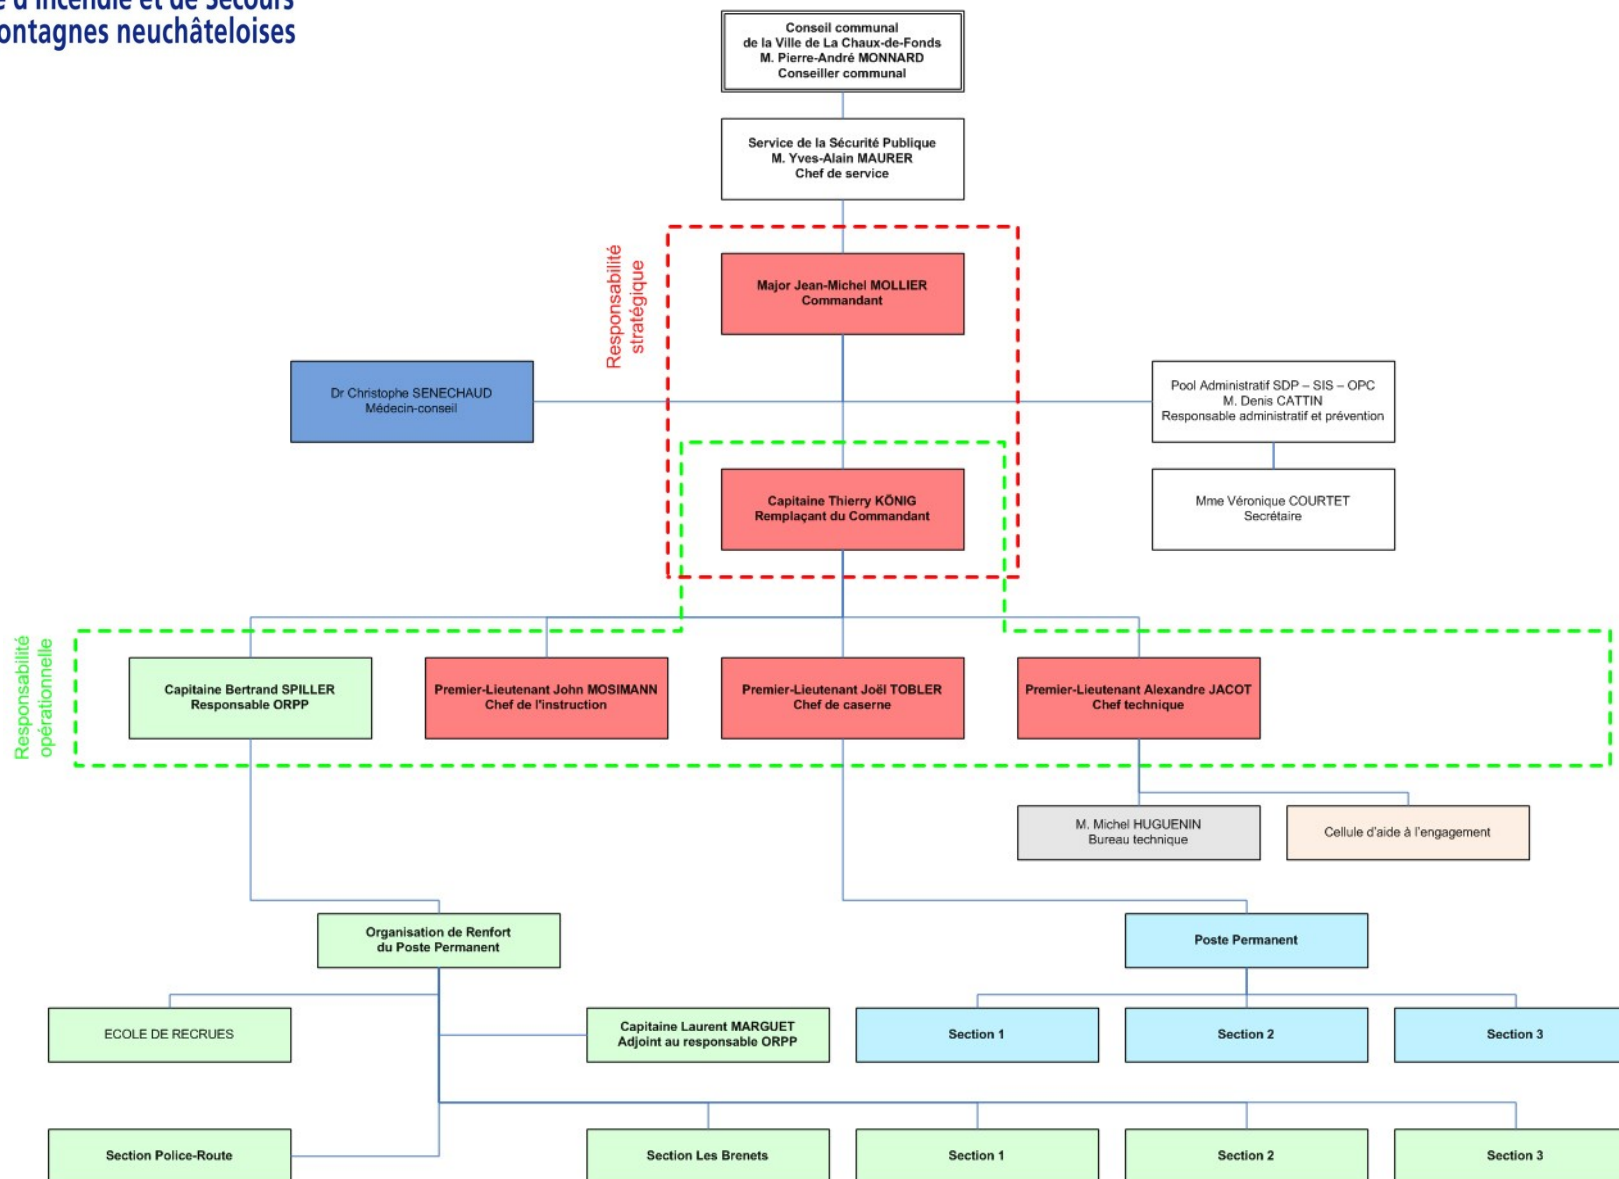 d'Incendie et de Secours
ontagnes neuchâteloises
Conseil communal
de la Ville de La Chaux-de-Fonds
M. Pierre-André MONNARD
Conseiller communal
Service de la Sécurité Publique
M. Yves-Alain MAURER
Chef de service
Responsabilité
stratégique
Major Jean-Michel MOLLIER
Commandant
Dr Christophe SENECHAUD
Médecin-conseil
Pool Administratif SDP – SIS – OPC
M. Denis CATTIN
Responsable administratif et prévention
Capitaine Thierry KÖNIG
Remplaçant du Commandant
Mme Véronique COURTET
Secrétaire
Responsabilité
opérationnelle
Capitaine Bertrand SPILLER
Responsable ORPP
Premier-Lieutenant John MOSIMANN
Chef de l'instruction
Premier-Lieutenant Joël TOBLER
Chef de caserne
Premier-Lieutenant Alexandre JACOT
Chef technique
M. Michel HUGUENIN
Bureau technique
Cellule d'aide à l'engagement
Organisation de Renfort
du Poste Permanent
Poste Permanent
ECOLE DE RECRUES
Capitaine Laurent MARGUET
Adjoint au responsable ORPP
Section 1
Section 2
Section 3
Section Police-Route
Section Les Brenets
Section 1
Section 2
Section 3